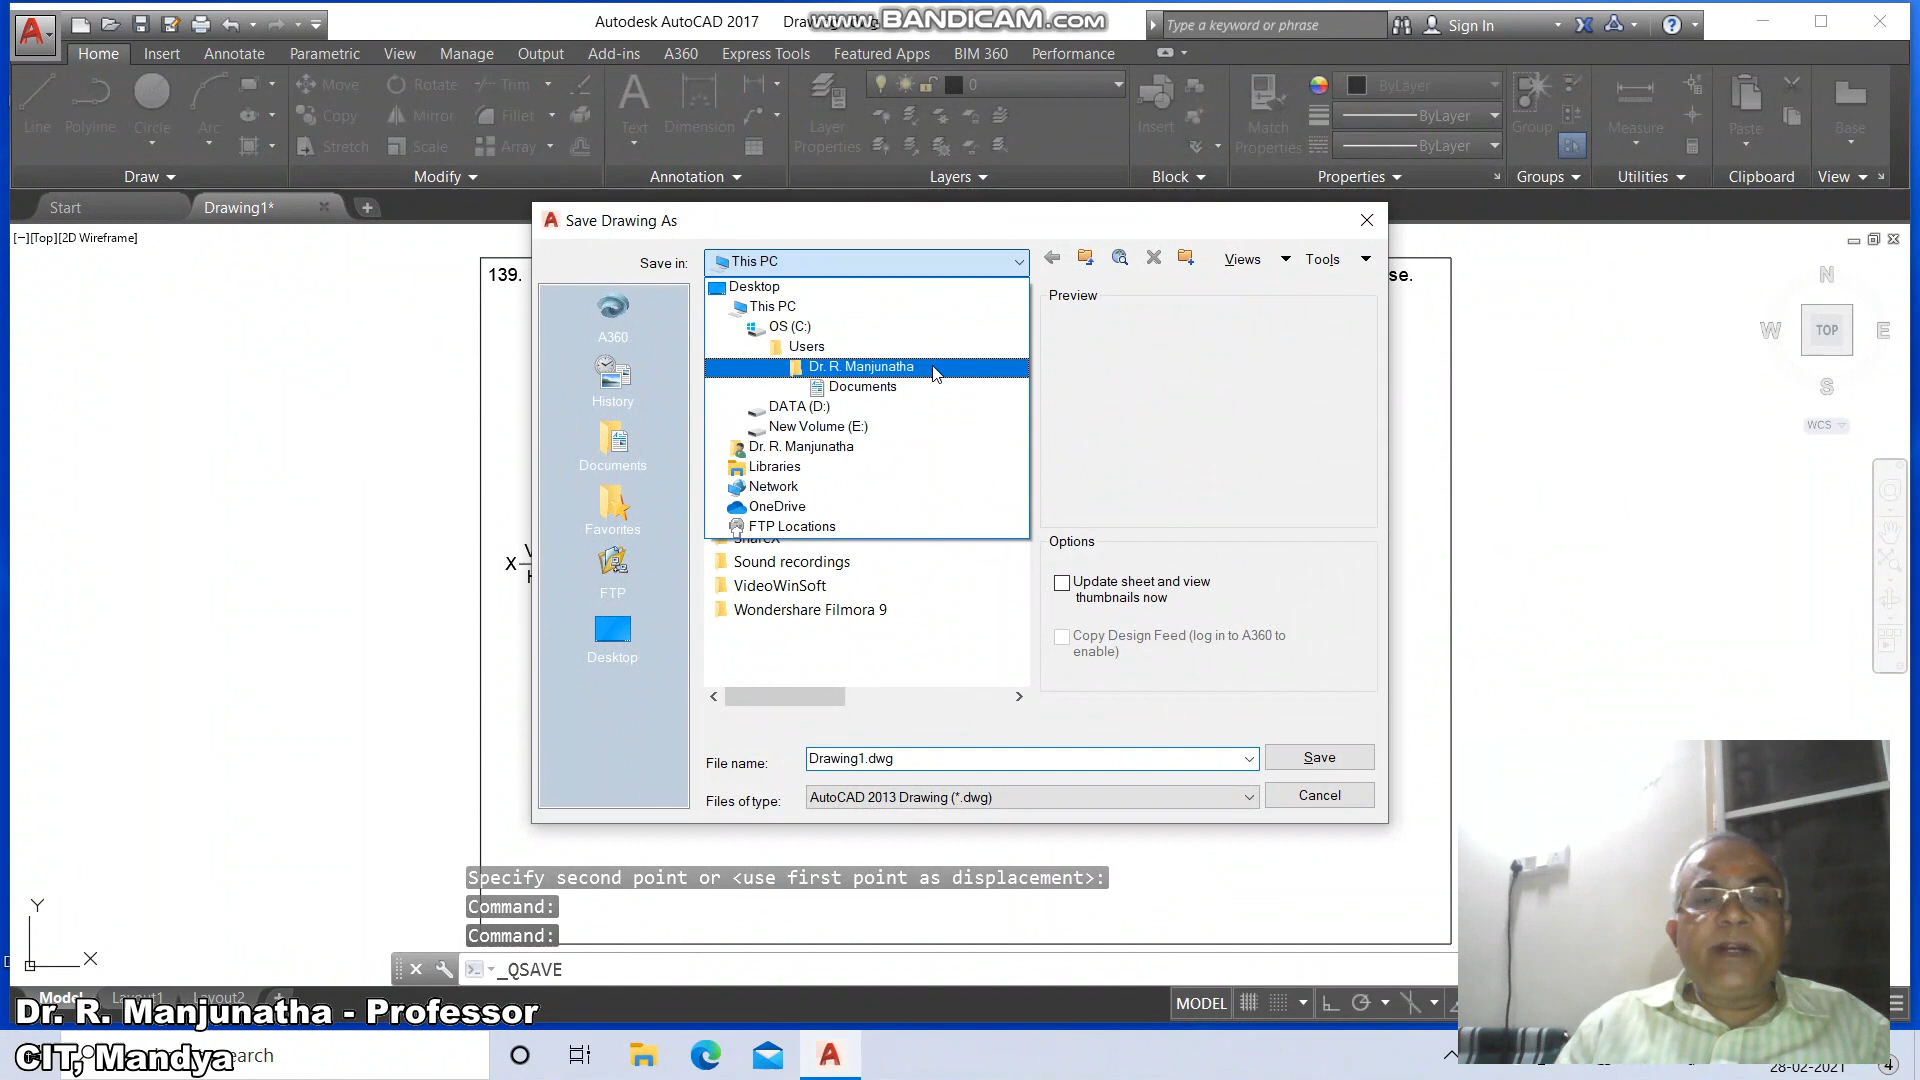 Autodesk AutoCAD 2017
www.BANDICAM.com
Type a keyword or phrase
Sign In
Home
Insert
Annotate
Parametric
View
Manage
Output
Add-ins
A360
Express Tools
Featured Apps
BIM 360
Performance
Line
Polyline
Circle
Arc
Move
Rotate
Trim
Copy
Mirror
Fillet
Stretch
Scale
Array
Text
Dimension
Layer
Properties
0
Insert
Match
Properties
ByLayer
ByLayer
ByLayer
Group
Measure
Paste
Base
Draw
Modify
Annotation
Layers
Block
Properties
Groups
Utilities
Clipboard
View
Start
Drawing1*
[−][Top][2D Wireframe]
139.
se.
Save Drawing As
Save in:
This PC
Views
Tools
Desktop
This PC
OS (C:)
Users
Dr. R. Manjunatha
Documents
DATA (D:)
New Volume (E:)
Dr. R. Manjunatha
Libraries
Network
OneDrive
FTP Locations
ShareX
Sound recordings
VideoWinSoft
Wondershare Filmora 9
A360
History
Documents
Favorites
FTP
Desktop
Preview
Options
Update sheet and view
thumbnails now
Copy Design Feed (log in to A360 to
enable)
File name:
Drawing1.dwg
Save
Files of type:
AutoCAD 2013 Drawing (*.dwg)
Cancel
N
W
TOP
E
S
WCS
X
Y
X
Specify second point or <use first point as displacement>:
Command:
Command:
_QSAVE
Model
Layout1
Layout2
MODEL
Dr. R. Manjunatha - Professor
CIT, Mandya
search
28-02-2021
4